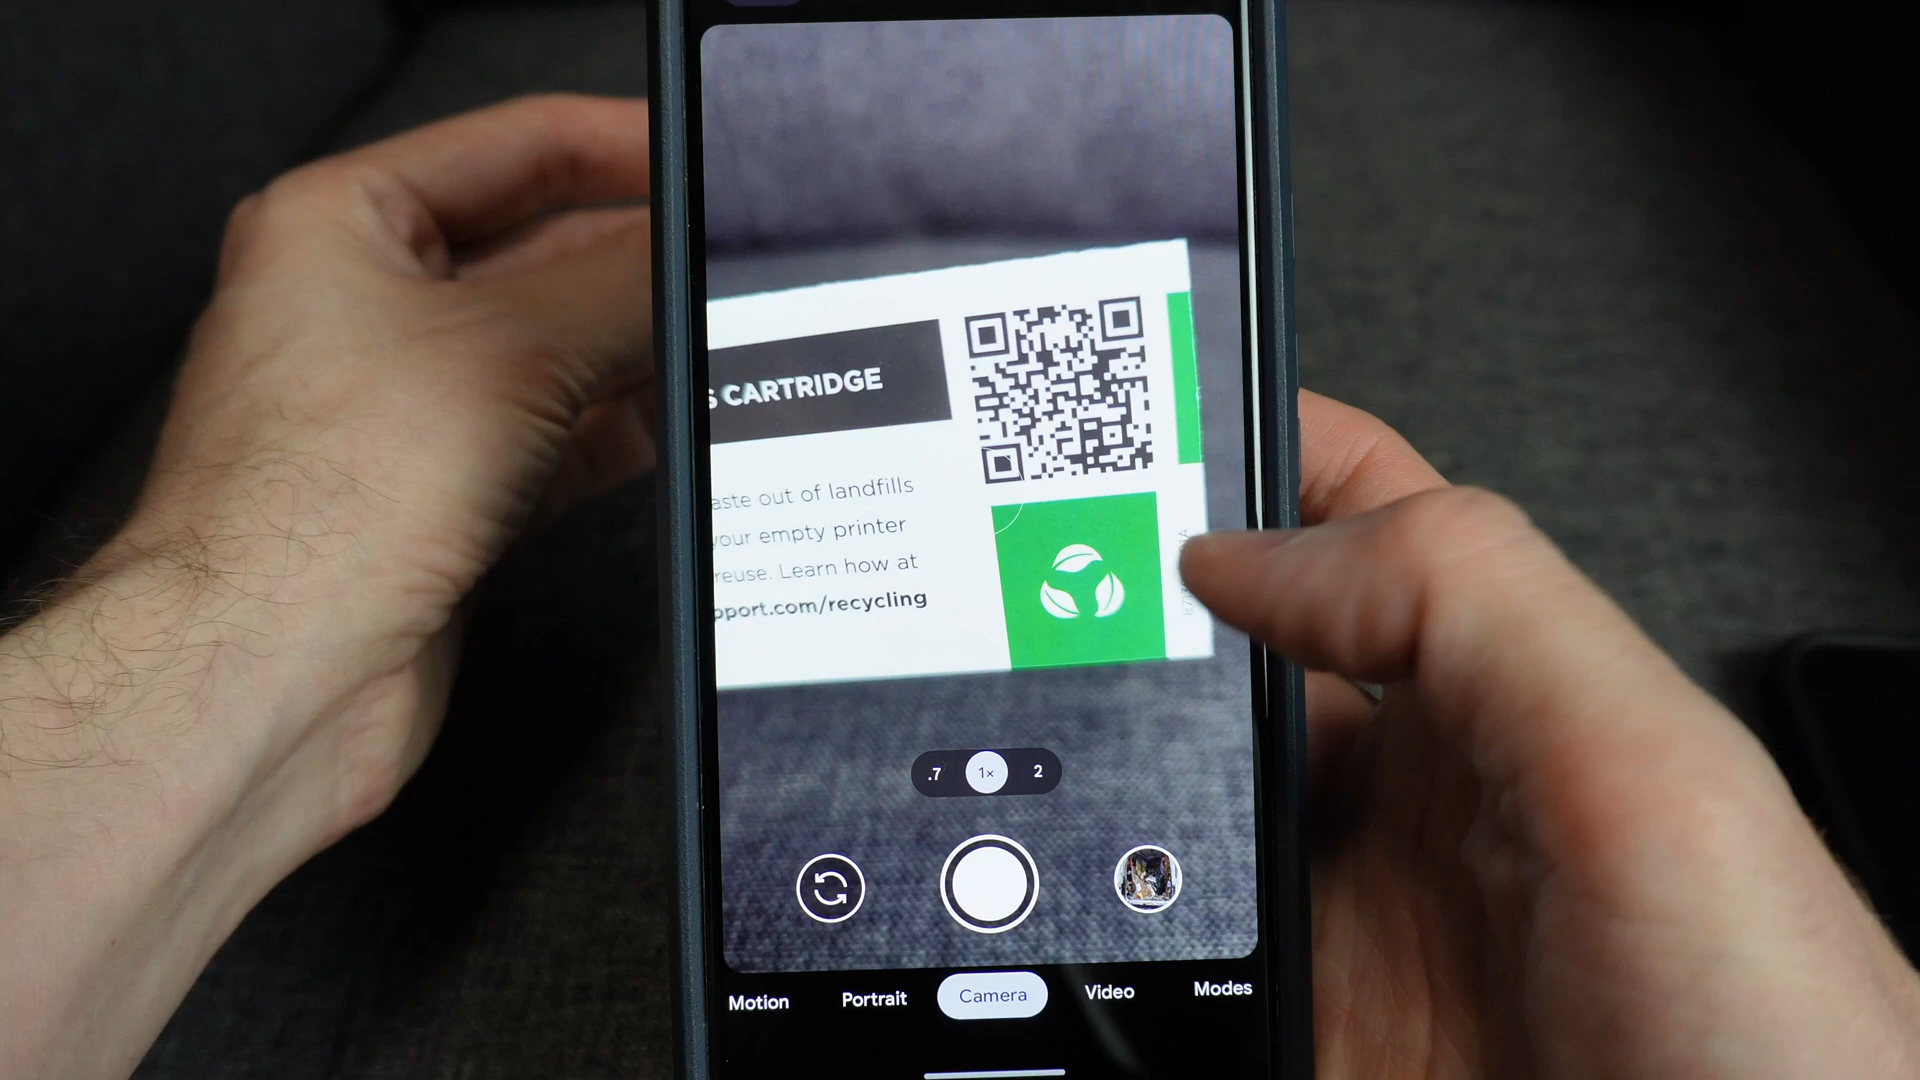 S CARTRIDGE
aste out of landfills
your empty printer
reuse. Learn how at
pport.com/recycling
.7 1× 2
Motion Portrait Camera Video Modes